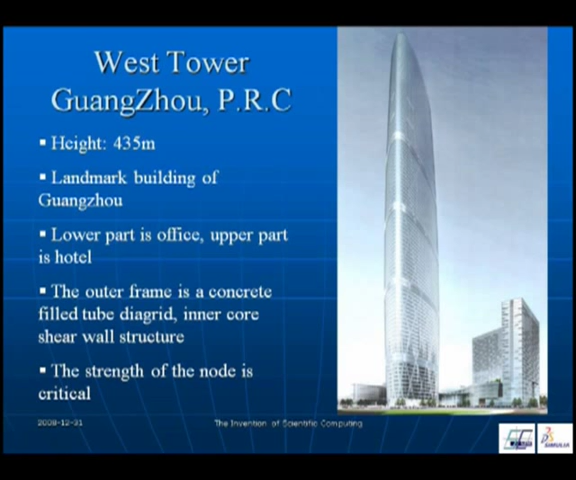 West Tower
GuangZhou, P.R.C
▪ Height: 435m
▪ Landmark building of
Guangzhou
▪ Lower part is office, upper part
is hotel
▪ The outer frame is a concrete
filled tube diagrid, inner core
shear wall structure
▪ The strength of the node is
critical
2008-12-31
The Invention of Scientific Computing
SIMULIA